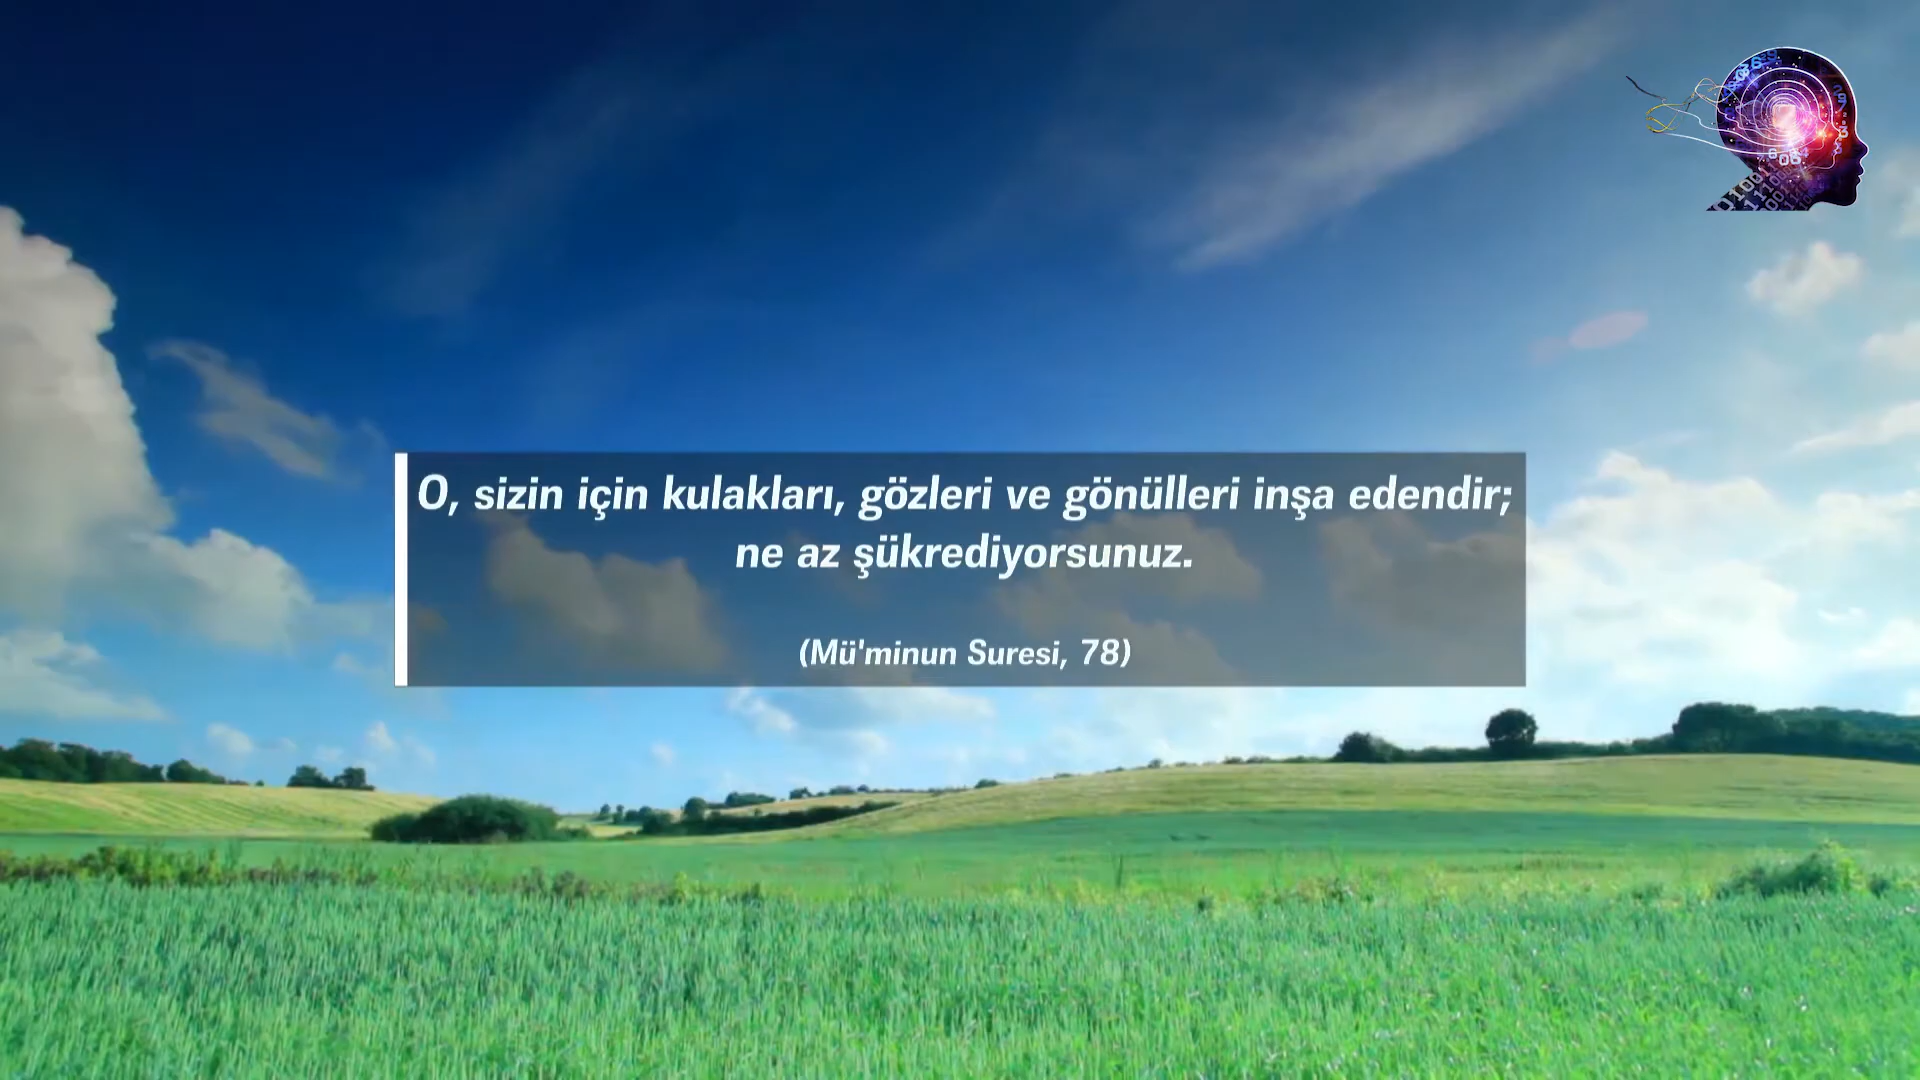 O, sizin için kulakları, gözleri ve gönülleri inşa edendir;
ne az şükrediyorsunuz.
(Mü'minun Suresi, 78)